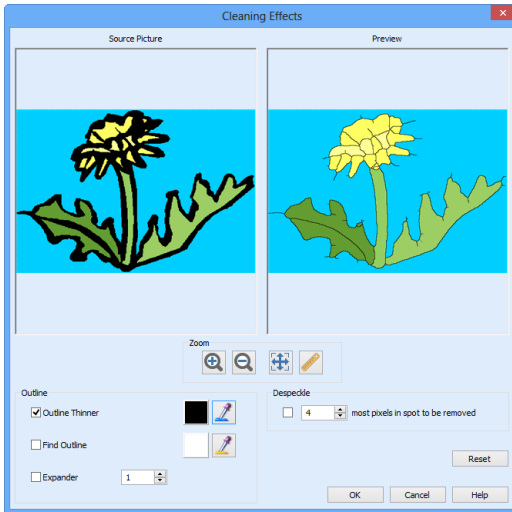 Cleaning Effects
Source Picture
Preview
Zoom
Outline
Outline Thinner
Find Outline
Expander
1
Despeckle
4 most pixels in spot to be removed
Reset
OK
Cancel
Help